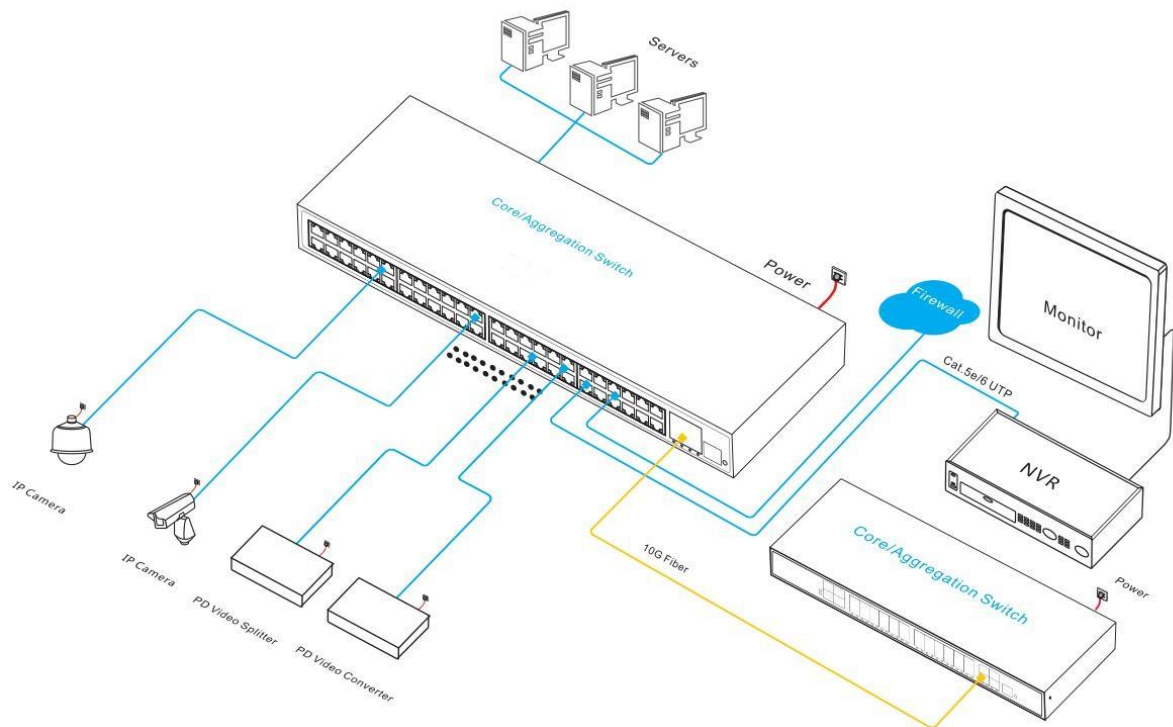 Servers
Core/Aggregation Switch
Power
Firewall
Monitor
Cat.5e/6 UTP
NVR
IP Camera
IP Camera
PD Video Splitter
PD Video Converter
10G Fiber
Core/Aggregation Switch
Power